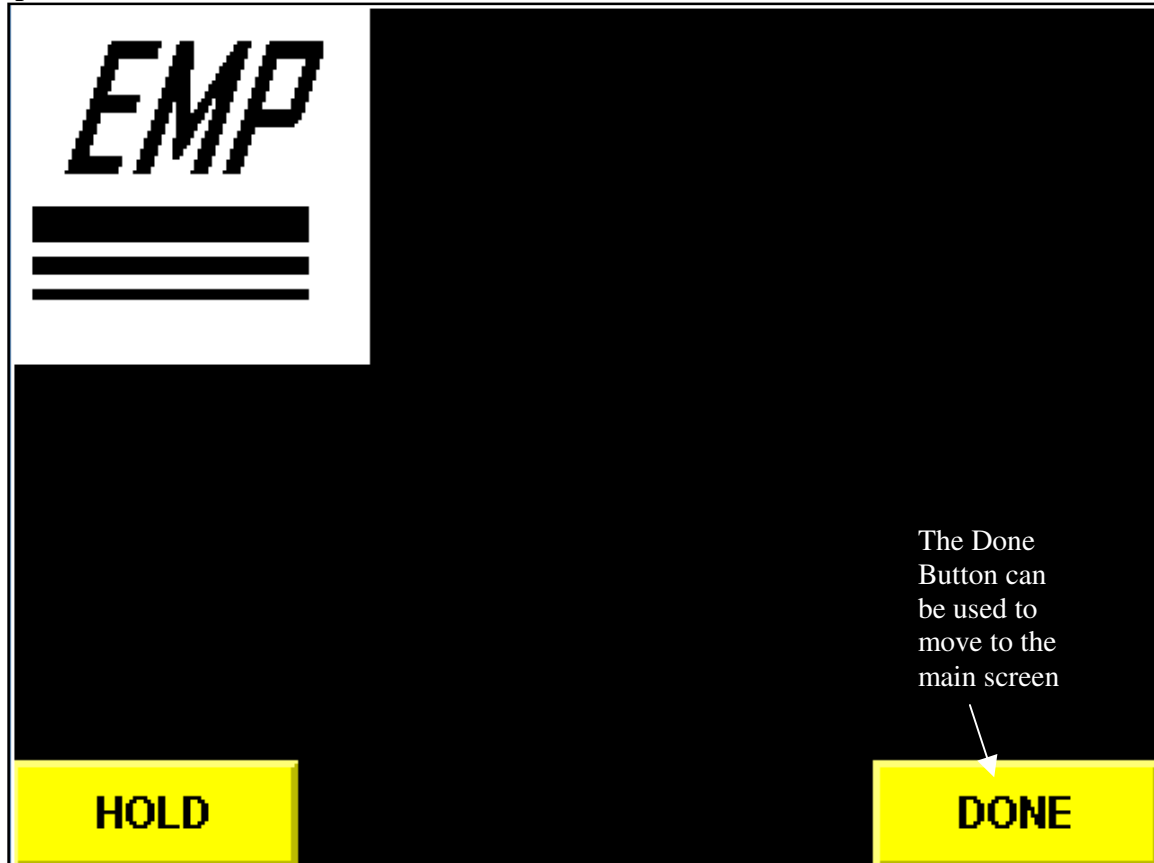 EMP
The Done
Button can
be used to
move to the
main screen
HOLD
DONE